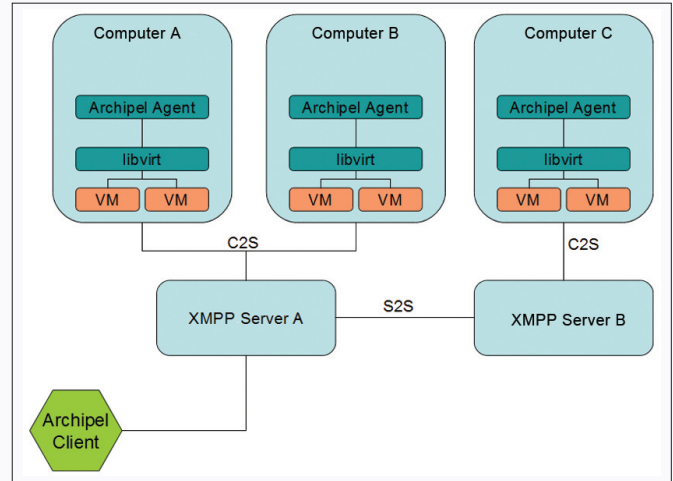 Computer A
Computer B
Computer C
Archipel Agent
Archipel Agent
Archipel Agent
libvirt
libvirt
libvirt
VM
VM
VM
VM
VM
VM
C2S
C2S
XMPP Server A
S2S
XMPP Server B
Archipel
Client